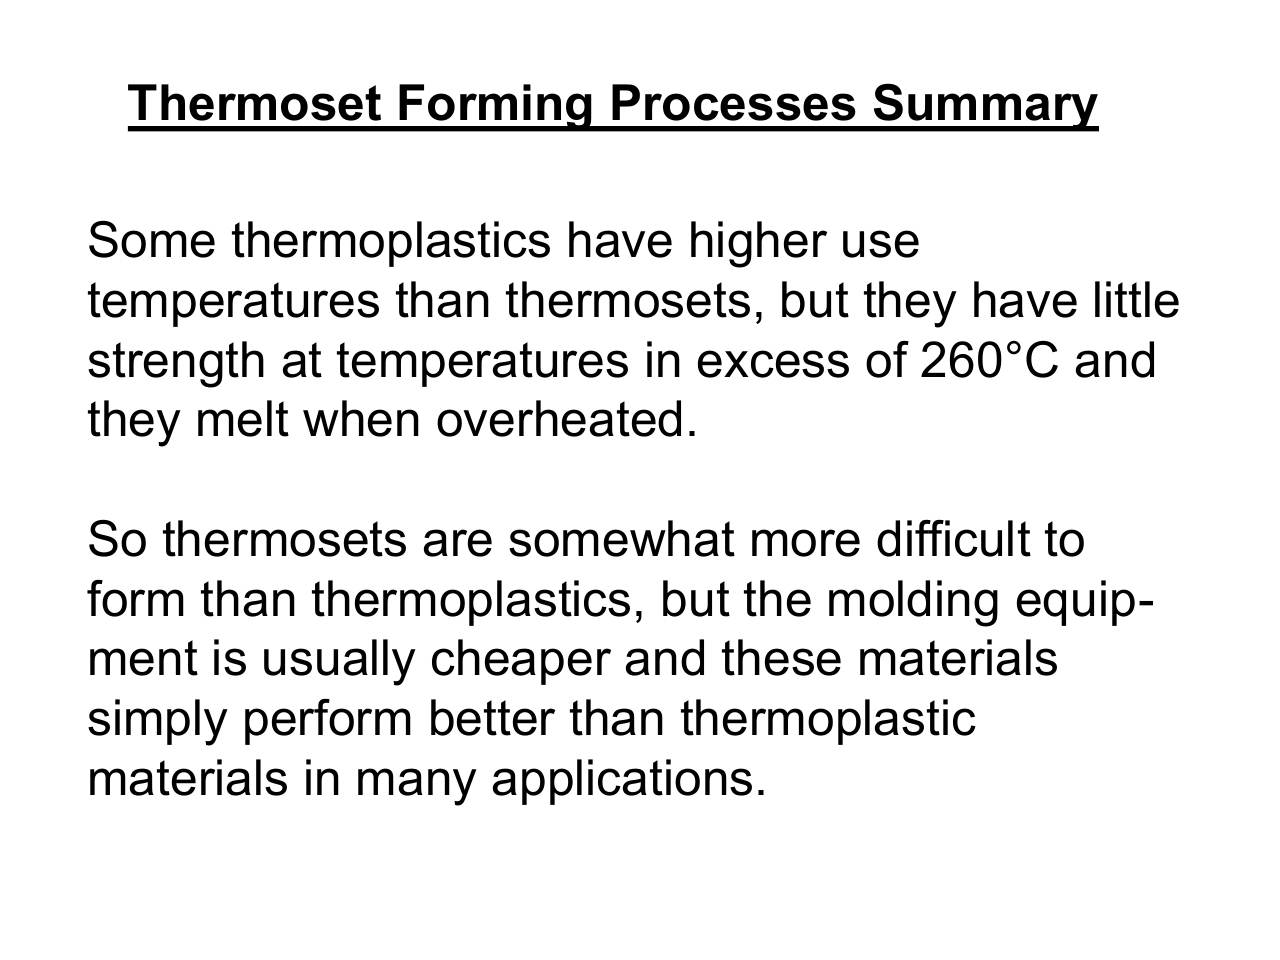 Thermoset Forming Processes Summary
Some thermoplastics have higher use
temperatures than thermosets, but they have little
strength at temperatures in excess of 260°C and
they melt when overheated.
So thermosets are somewhat more difficult to
form than thermoplastics, but the molding equip-
ment is usually cheaper and these materials
simply perform better than thermoplastic
materials in many applications.